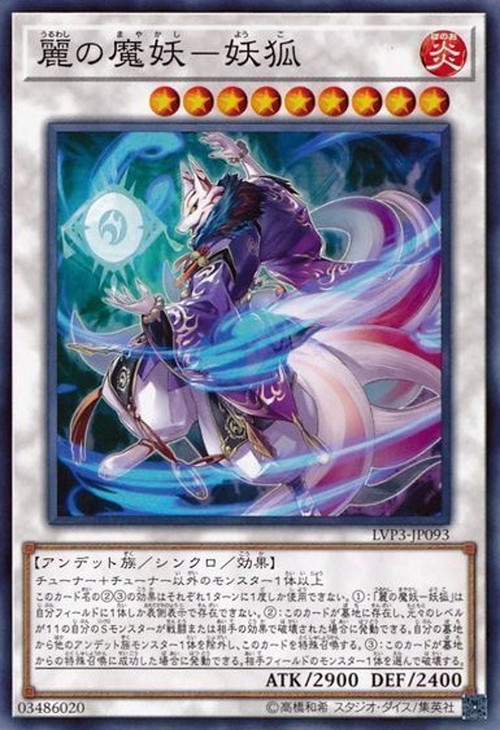 麗の魔妖－妖狐
炎
LVP3-JP093
【アンデット族／シンクロ／効果】
チューナー＋チューナー以外のモンスター1体以上
このカード名の②③の効果はそれぞれ1ターンに1度しか使用できない。①：「麗の魔妖－妖狐」は
自分フィールドに1体しか表側表示で存在できない。②：このカードが墓地に存在し、元々のレベル
が11の自分のSモンスターが戦闘または相手の効果で破壊された場合に発動できる。自分の墓地
から他のアンデット族モンスター1体を除外し、このカードを特殊召喚する。③：このカードが墓地
からの特殊召喚に成功した場合に発動できる。相手フィールドのモンスター1体を選んで破壊する。
ATK/2900 DEF/2400
03486020 ©高橋和希 スタジオ・ダイス/集英社